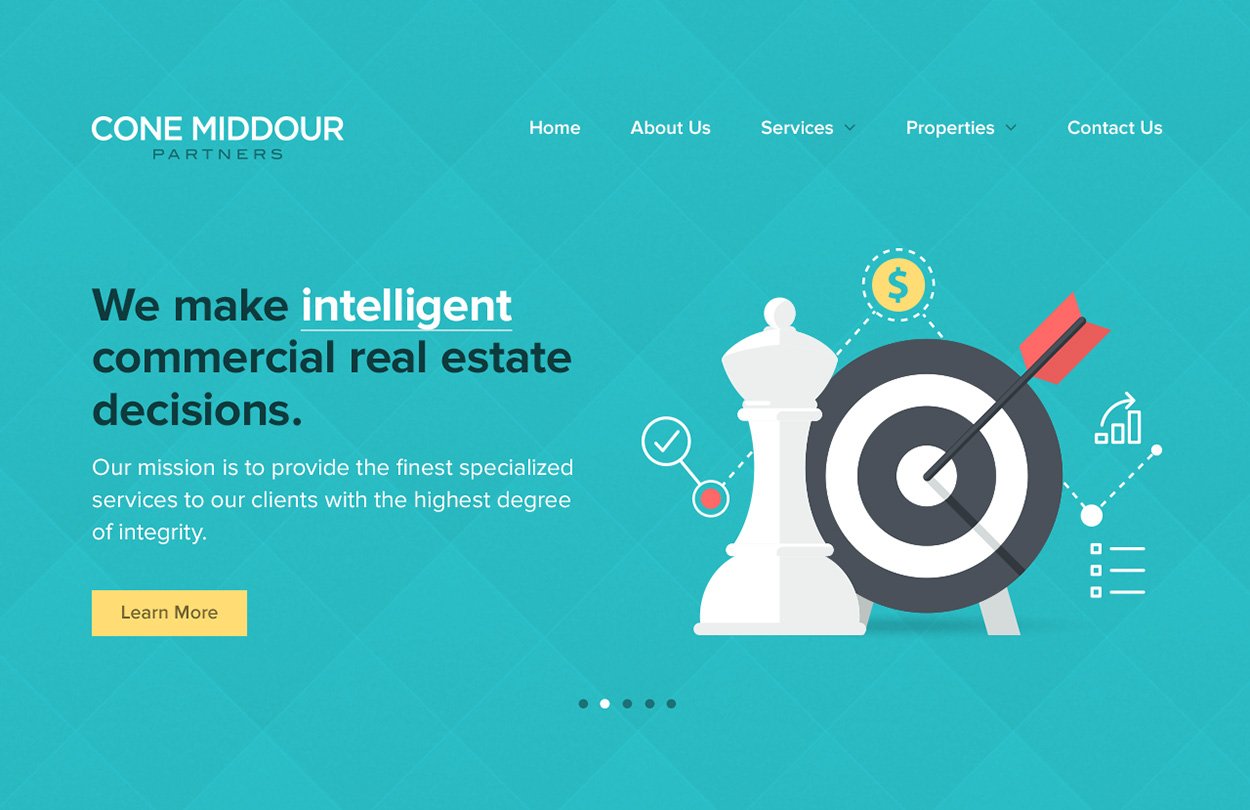 CONE MIDDOUR
PARTNERS
Home About Us Services Properties Contact Us
We make intelligent
commercial real estate
decisions.
Our mission is to provide the finest specialized
services to our clients with the highest degree
of integrity.
Learn More
$